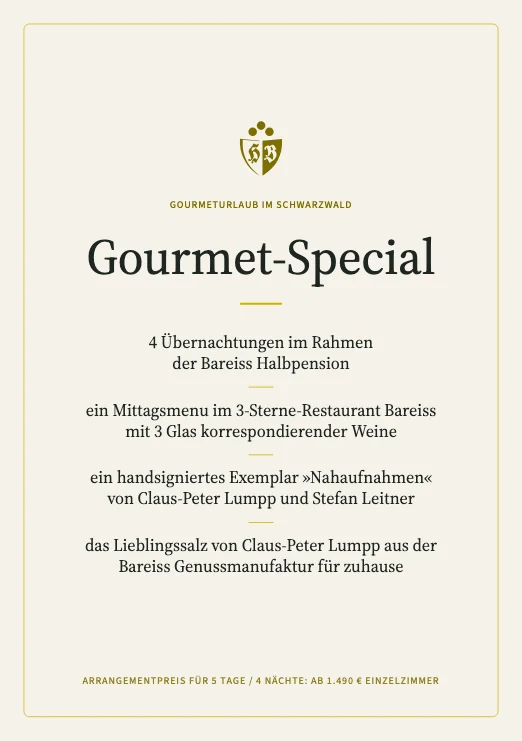 HB
GOURMETURLAUB IM SCHWARZWALD
Gourmet-Special
4 Übernachtungen im Rahmen
der Bareiss Halbpension
ein Mittagsmenu im 3-Sterne-Restaurant Bareiss
mit 3 Glas korrespondierender Weine
ein handsigniertes Exemplar »Nahaufnahmen«
von Claus-Peter Lumpp und Stefan Leitner
das Lieblingssalz von Claus-Peter Lumpp aus der
Bareiss Genussmanufaktur für zuhause
ARRANGEMENTPREIS FÜR 5 TAGE / 4 NÄCHTE: AB 1.490 € EINZELZIMMER